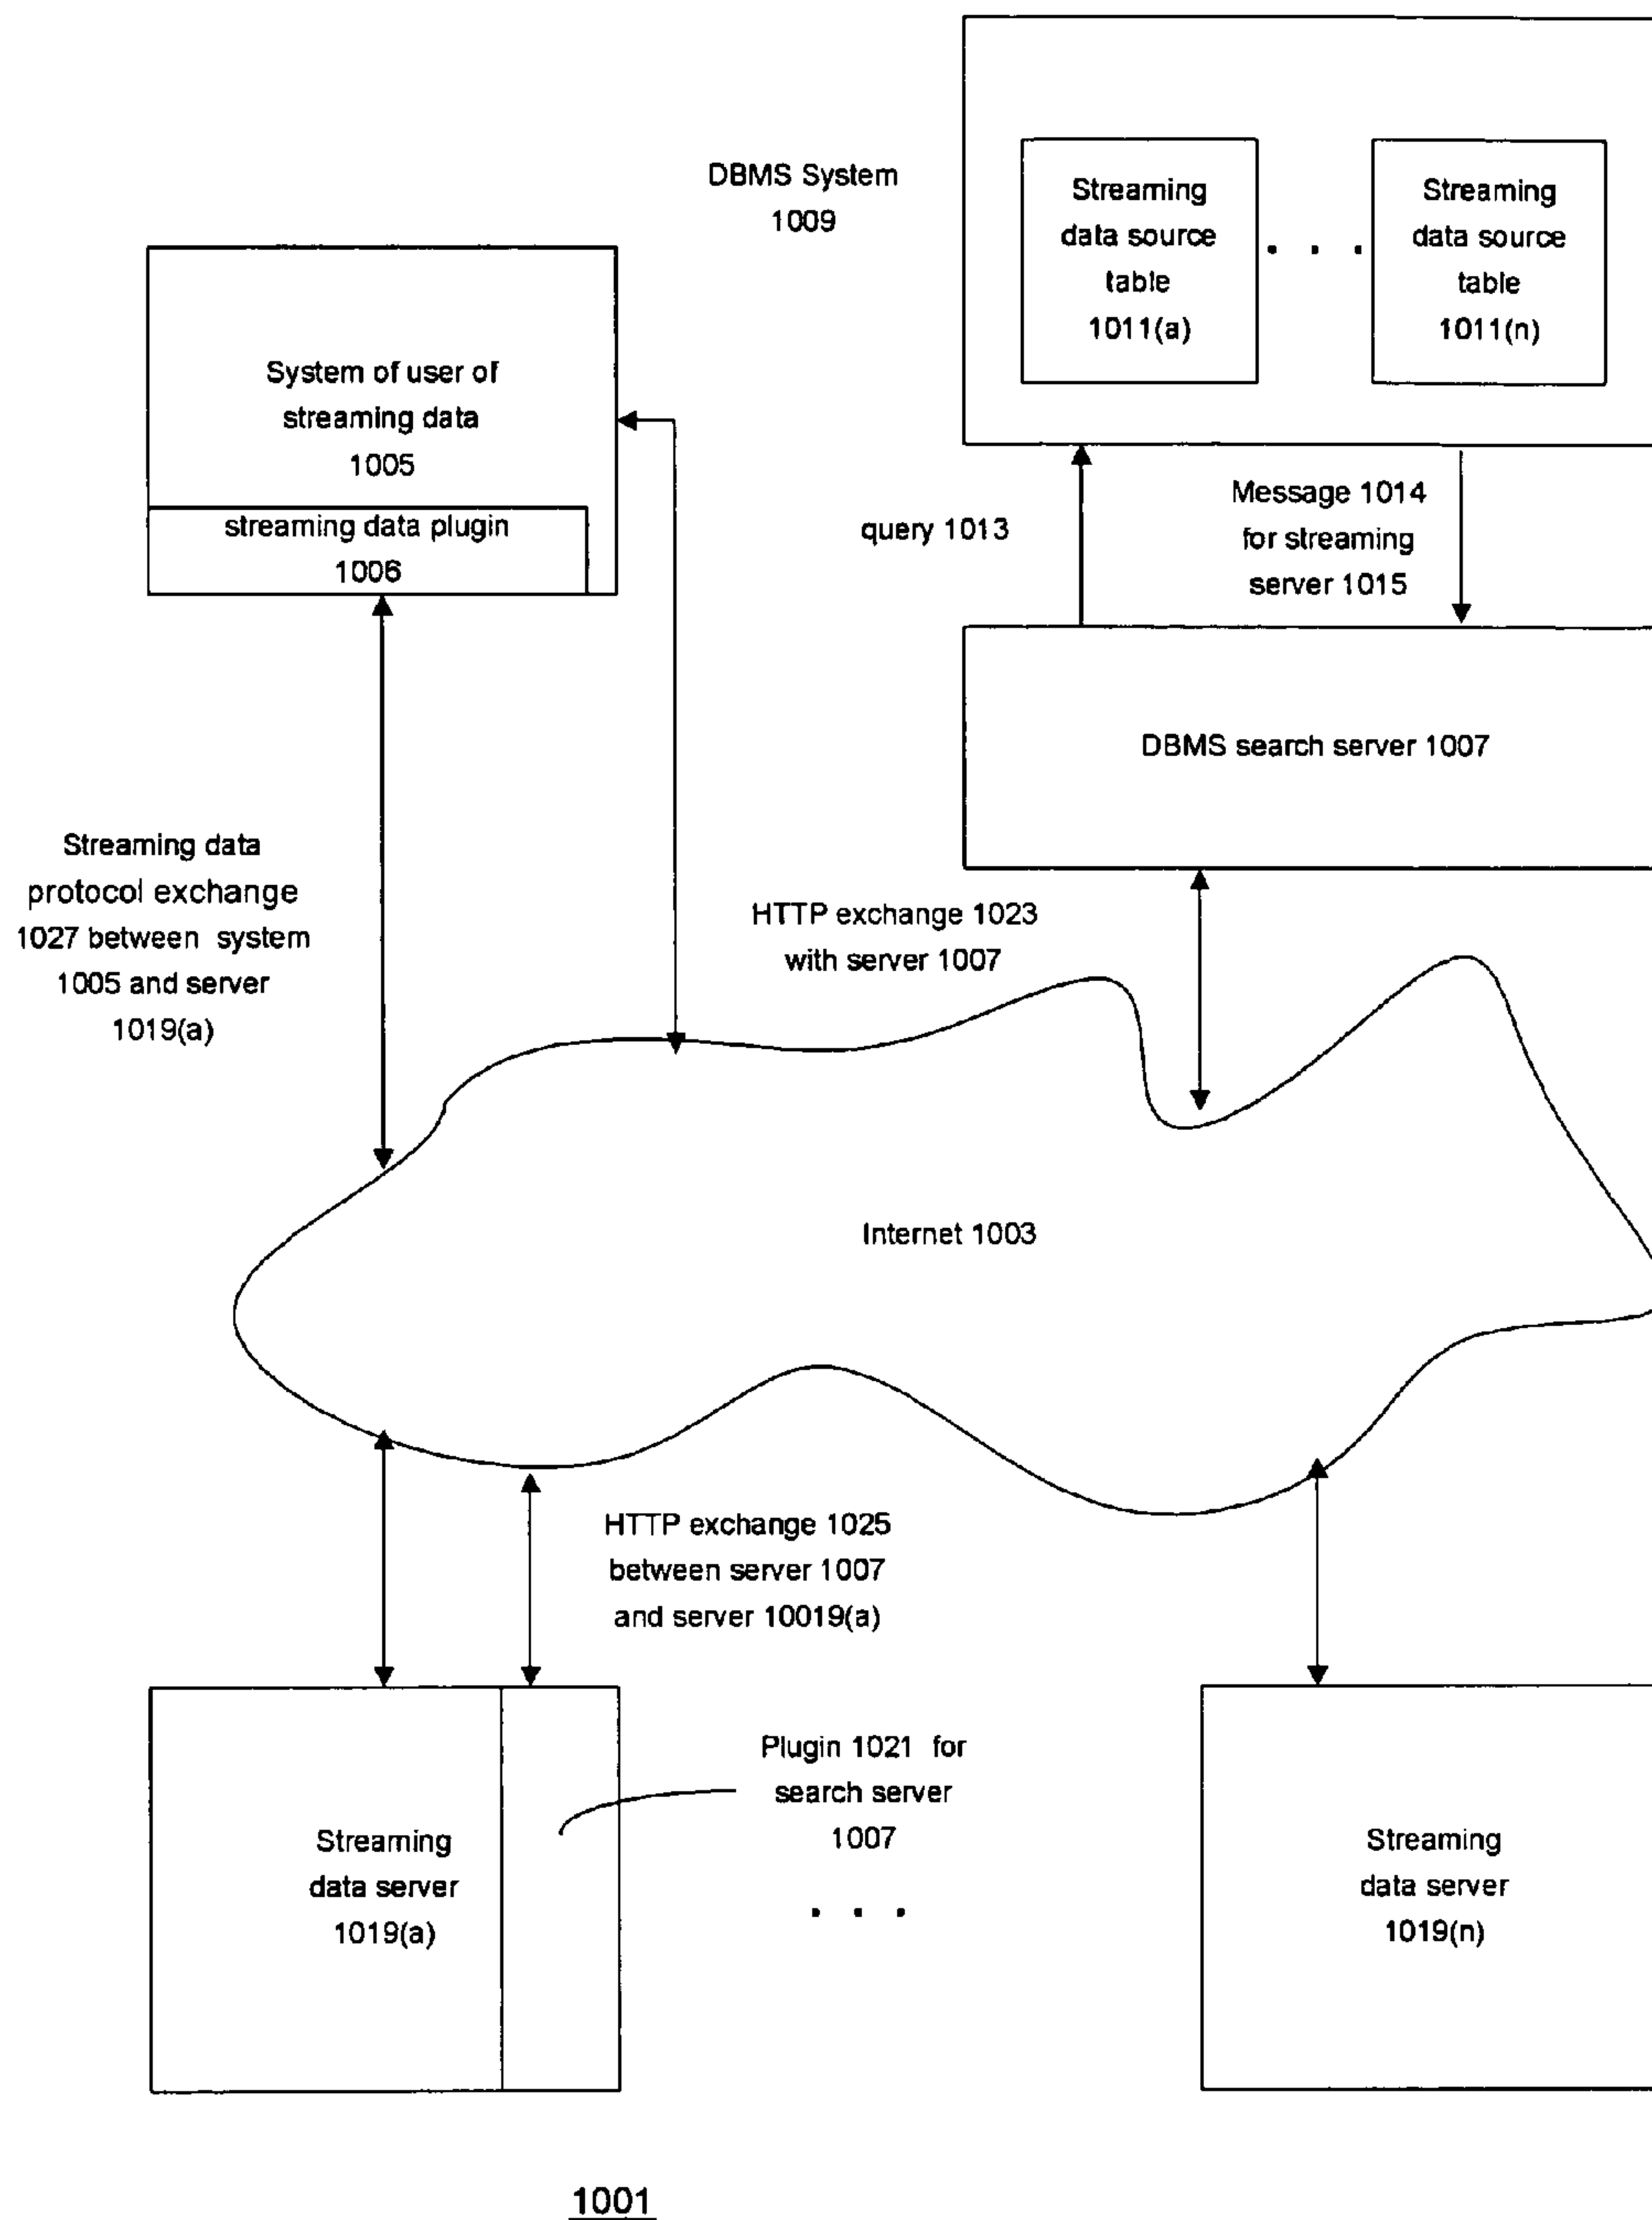 DBMS System
1009
Streaming
data source
table
1011(a)
. . .
Streaming
data source
table
1011(n)
System of user of
streaming data
1005
streaming data plugin
1006
query 1013
Message 1014
for streaming
server 1015
DBMS search server 1007
Streaming data
protocol exchange
1027 between system
1005 and server
1019(a)
HTTP exchange 1023
with server 1007
Internet 1003
HTTP exchange 1025
between server 1007
and server 10019(a)
Plugin 1021 for
search server
1007
Streaming
data server
1019(a)
. . .
Streaming
data server
1019(n)
1001